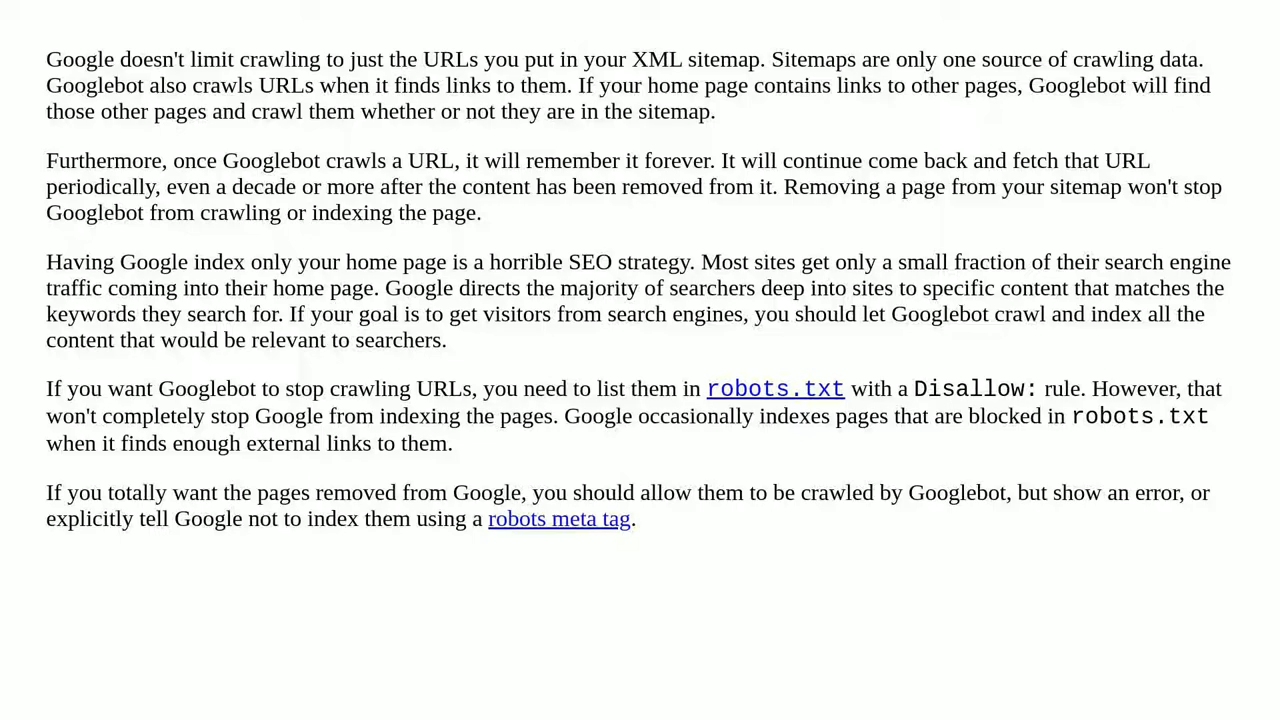 Google doesn't limit crawling to just the URLs you put in your XML sitemap. Sitemaps are only one source of crawling data.
Googlebot also crawls URLs when it finds links to them. If your home page contains links to other pages, Googlebot will find
those other pages and crawl them whether or not they are in the sitemap.
Furthermore, once Googlebot crawls a URL, it will remember it forever. It will continue come back and fetch that URL
periodically, even a decade or more after the content has been removed from it. Removing a page from your sitemap won't stop
Googlebot from crawling or indexing the page.
Having Google index only your home page is a horrible SEO strategy. Most sites get only a small fraction of their search engine
traffic coming into their home page. Google directs the majority of searchers deep into sites to specific content that matches the
keywords they search for. If your goal is to get visitors from search engines, you should let Googlebot crawl and index all the
content that would be relevant to searchers.
If you want Googlebot to stop crawling URLs, you need to list them in robots.txt with a Disallow: rule. However, that
won't completely stop Google from indexing the pages. Google occasionally indexes pages that are blocked in robots.txt
when it finds enough external links to them.
If you totally want the pages removed from Google, you should allow them to be crawled by Googlebot, but show an error, or
explicitly tell Google not to index them using a robots meta tag.